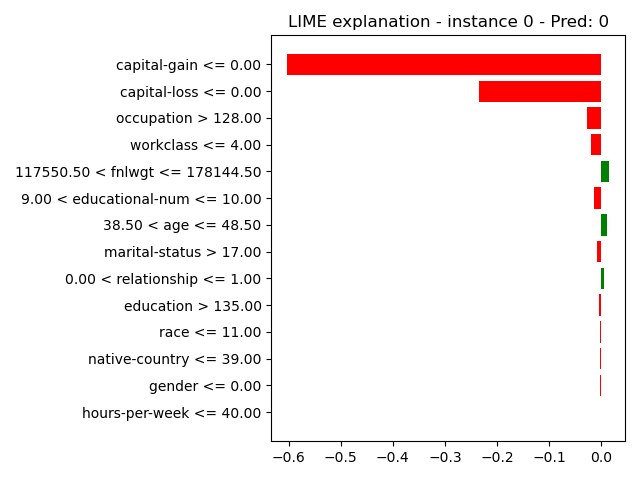 LIME explanation - instance 0 - Pred: 0
capital-gain <= 0.00
capital-loss <= 0.00
occupation > 128.00
workclass <= 4.00
117550.50 < fnlwgt <= 178144.50
9.00 < educational-num <= 10.00
38.50 < age <= 48.50
marital-status > 17.00
0.00 < relationship <= 1.00
education > 135.00
race <= 11.00
native-country <= 39.00
gender <= 0.00
hours-per-week <= 40.00
−0.6 −0.5 −0.4 −0.3 −0.2 −0.1 0.0